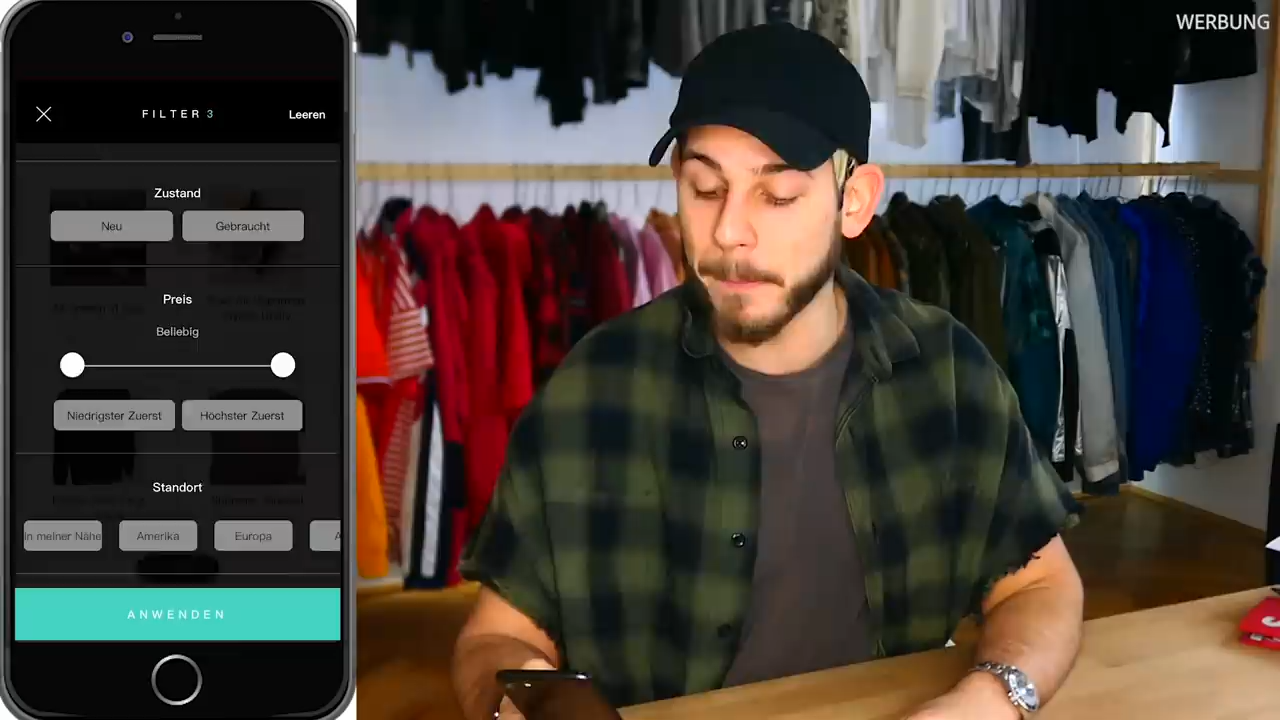 WERBUNG
FILTER 3
Leeren
Zustand
Neu
Gebraucht
Preis
Beliebig
Niedrigster Zuerst
Höchster Zuerst
Standort
In meiner Nähe
Amerika
Europa
A
ANWENDEN